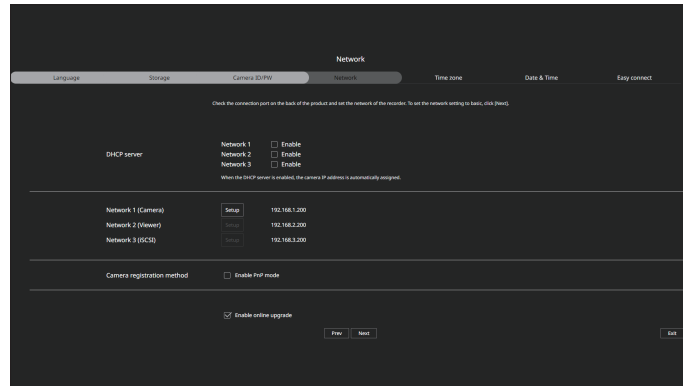 Network
Language Storage Camera ID/PW Network Time zone Date & Time Easy connect
Check the connection port on the back of the product and set the network of the recorder. To set the network setting to basic, click [Next].
DHCP server
Network 1 Enable
Network 2 Enable
Network 3 Enable
When the DHCP server is enabled, the camera IP address is automatically assigned.
Network 1 (Camera) Setup 192.168.1.200
Network 2 (Viewer) Setup 192.168.2.200
Network 3 (iSCSI) Setup 192.168.3.200
Camera registration method Enable PnP mode
Enable online upgrade
Prev Next Exit